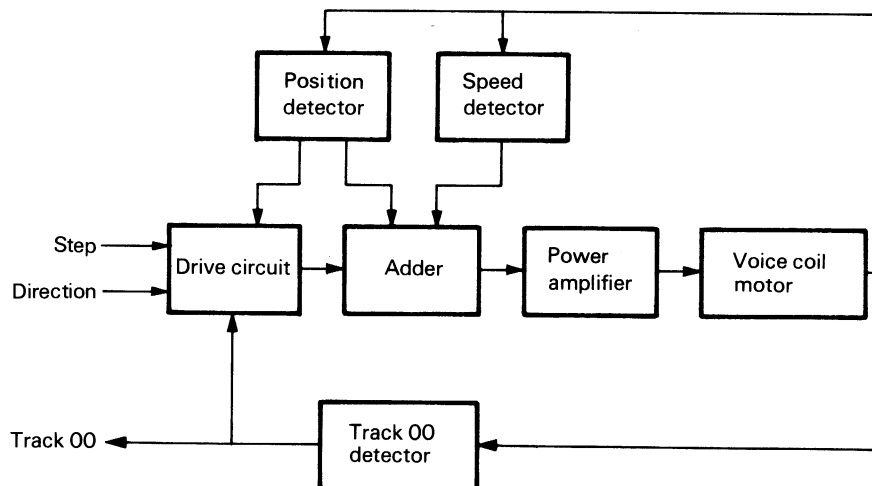 Position
detector
Speed
detector
Step
Direction
Drive circuit
Adder
Power
amplifier
Voice coil
motor
Track 00
Track 00
detector